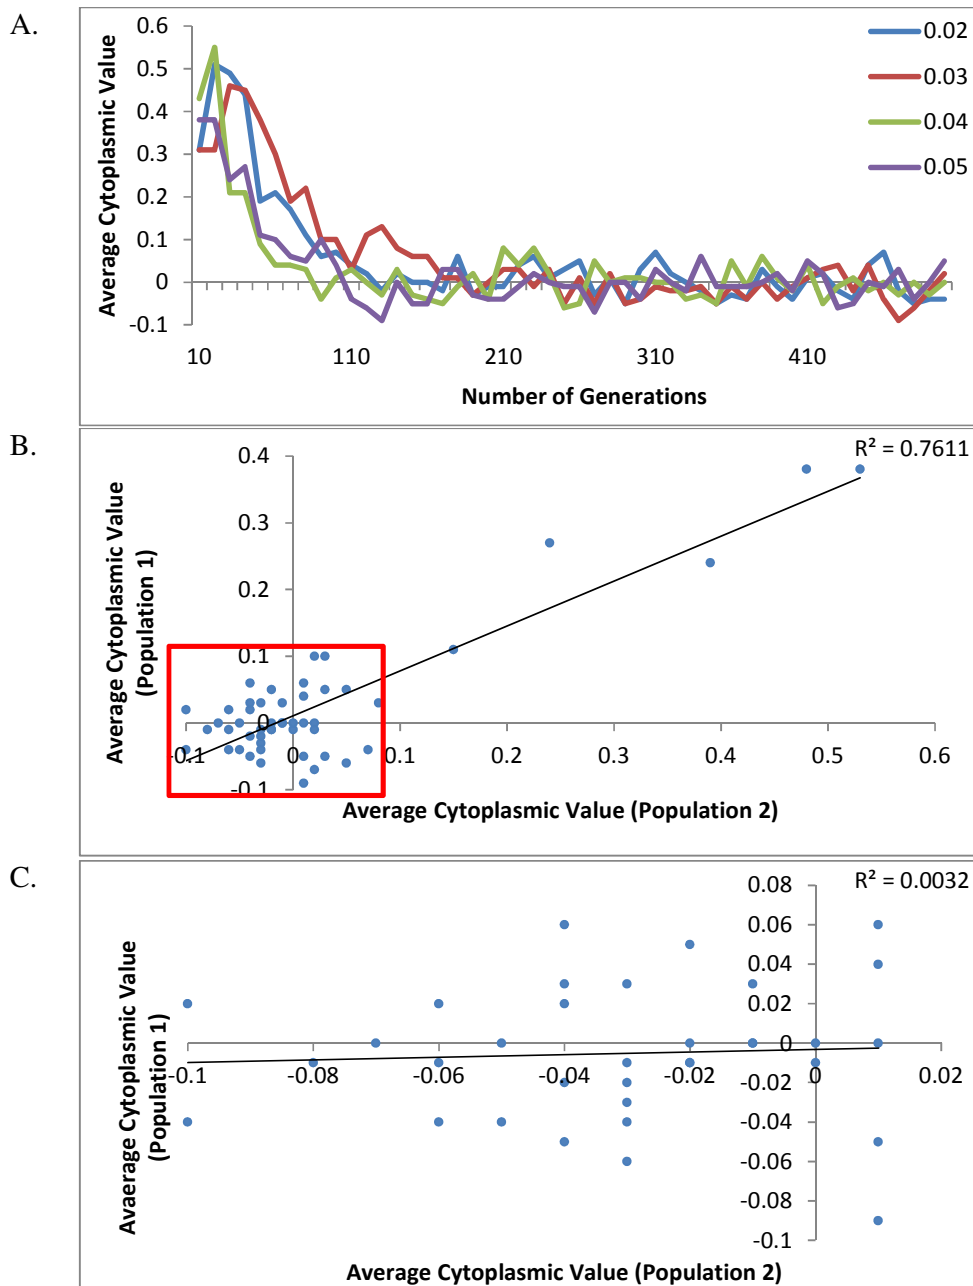 A.
0.6
0.5
0.4
0.3
0.2
0.1
0
-0.1
Average Cytoplasmic Value
0.02
0.03
0.04
0.05
10 110 210 310 410
Number of Generations
B.
R² = 0.7611
0.4
0.3
0.2
0.1
0
-0.1
Average Cytoplasmic Value
(Population 1)
-0.1 0 0.1 0.2 0.3 0.4 0.5 0.6
Average Cytoplasmic Value (Population 2)
C.
R² = 0.0032
0.08
0.06
0.04
0.02
0
-0.02
-0.04
-0.06
-0.08
-0.1
Avaerage Cytoplasmic Value
(Population 1)
-0.1 -0.08 -0.06 -0.04 -0.02 0 0.02
Average Cytoplasmic Value (Population 2)